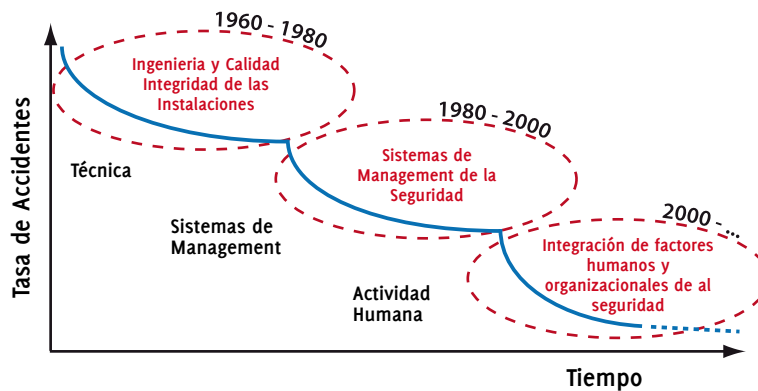 1960 - 1980
Ingenieria y Calidad
Integridad de las
Instalaciones
Técnica
1980 - 2000
Sistemas de
Management de la
Seguridad
Sistemas de
Management
2000 - ...
Integración de factores
humanos y
organizacionales de al
seguridad
Actividad
Humana
Tasa de Accidentes
Tiempo